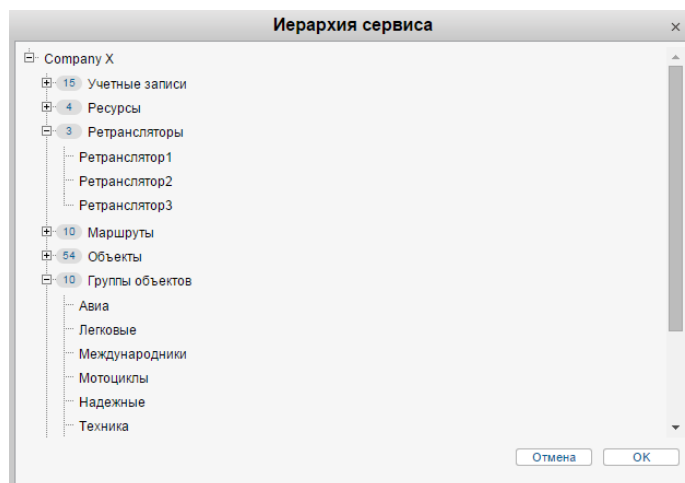 Иерархия сервиса ×
Company X
15 Учетные записи
4 Ресурсы
3 Ретрансляторы
Ретранслятор1
Ретранслятор2
Ретранслятор3
10 Маршруты
54 Объекты
10 Группы объектов
Авиа
Легковые
Международники
Мотоциклы
Надежные
Техника
Отмена OK